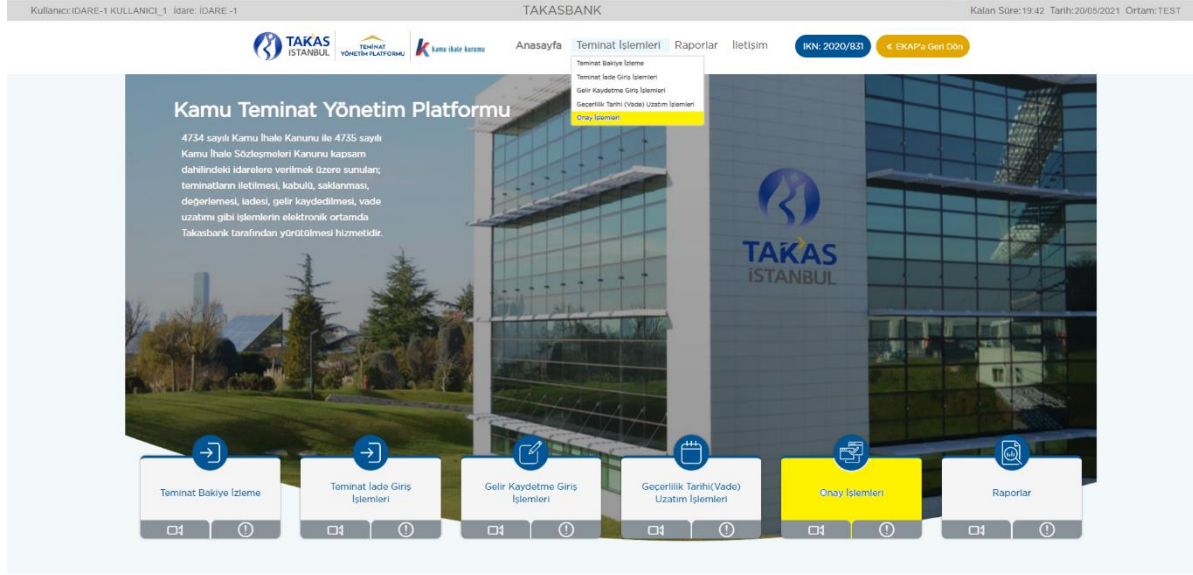 Kullanıcı:IDARE-1 KULLANICI_1 İdare: İDARE -1
TAKASBANK
Kalan Süre:19:42 Tarih:20/05/2021 Ortam:TEST
TAKAS
İSTANBUL
TEMİNAT
YÖNETİM PLATFORMU
kamu ihale kurumu
Anasayfa
Teminat İşlemleri
Raporlar
İletişim
IKN: 2020/831
« EKAP'a Geri Dön
Teminat Bakiye İzleme
Teminat İade Giriş İşlemleri
Gelir Kaydetme Giriş İşlemleri
Geçerlilik Tarihi (Vade) Uzatım İşlemleri
Onay İşlemleri
Kamu Teminat Yönetim Platformu
4734 sayılı Kamu İhale Kanunu ile 4735 sayılı
Kamu İhale Sözleşmeleri Kanunu kapsam
dahilindeki idarelere verilmek üzere sunulan;
teminatların iletilmesi, kabulü, saklanması,
değerlemesi, iadesi, gelir kaydedilmesi, vade
uzatımı gibi işlemlerin elektronik ortamda
Takasbank tarafından yürütülmesi hizmetidir.
TAKAS
İSTANBUL
Teminat Bakiye İzleme
Teminat İade Giriş
İşlemleri
Gelir Kaydetme Giriş
İşlemleri
Geçerlilik Tarihi(Vade)
Uzatım İşlemleri
Onay İşlemleri
Raporlar